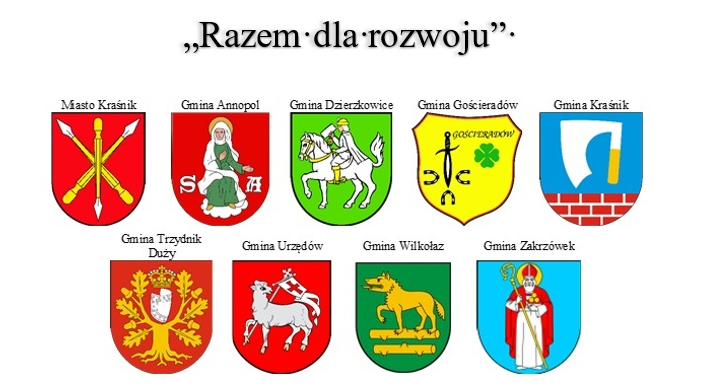 „Razem·dla·rozwoju”·
Miasto Kraśnik
Gmina Annopol
Gmina Dzierzkowice
Gmina Gościeradów
Gmina Kraśnik
GOŚCIERADÓW
S A
Gmina Trzydnik
Duży
Gmina Urzędów
Gmina Wilkołaz
Gmina Zakrzówek